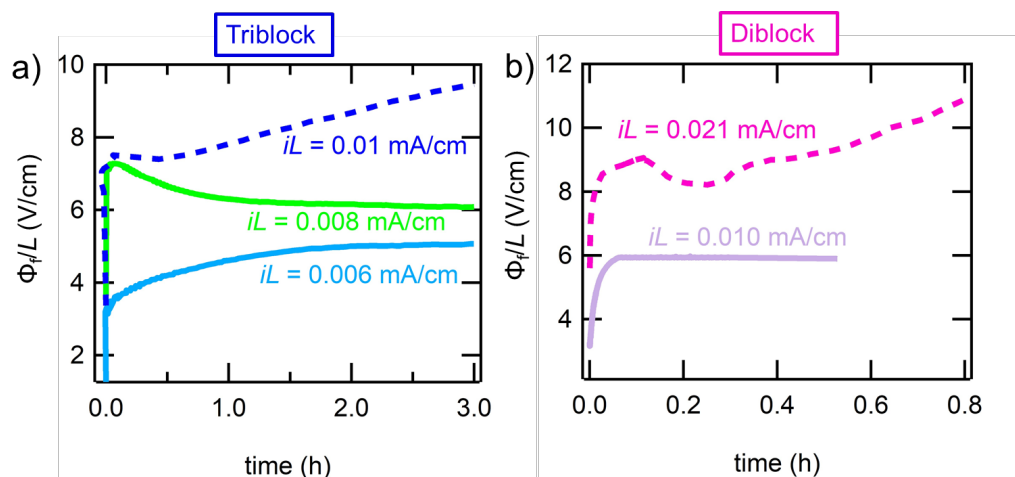 Triblock
Diblock
a)
10
8
6
4
2
Φf/L (V/cm)
iL = 0.01 mA/cm
iL = 0.008 mA/cm
iL = 0.006 mA/cm
0.0 1.0 2.0 3.0
time (h)
b)
12
10
8
6
4
Φf/L (V/cm)
iL = 0.021 mA/cm
iL = 0.010 mA/cm
0.0 0.2 0.4 0.6 0.8
time (h)